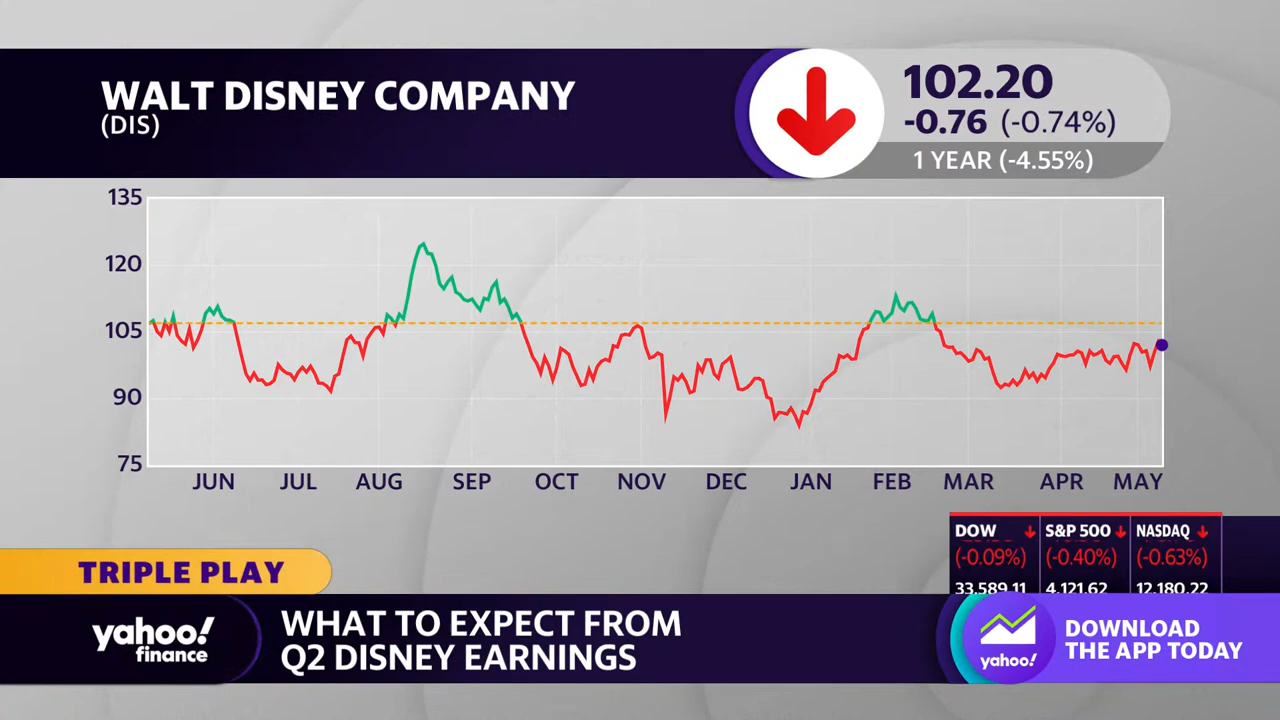 WALT DISNEY COMPANY
(DIS)
102.20
-0.76 (-0.74%)
1 YEAR (-4.55%)
135
120
105
90
75
JUN JUL AUG SEP OCT NOV DEC JAN FEB MAR APR MAY
DOW S&P 500 NASDAQ
(-0.09%) (-0.40%) (-0.63%)
33,589.11 4,121.62 12,180.22
TRIPLE PLAY
yahoo!
finance
WHAT TO EXPECT FROM
Q2 DISNEY EARNINGS
yahoo!
DOWNLOAD
THE APP TODAY